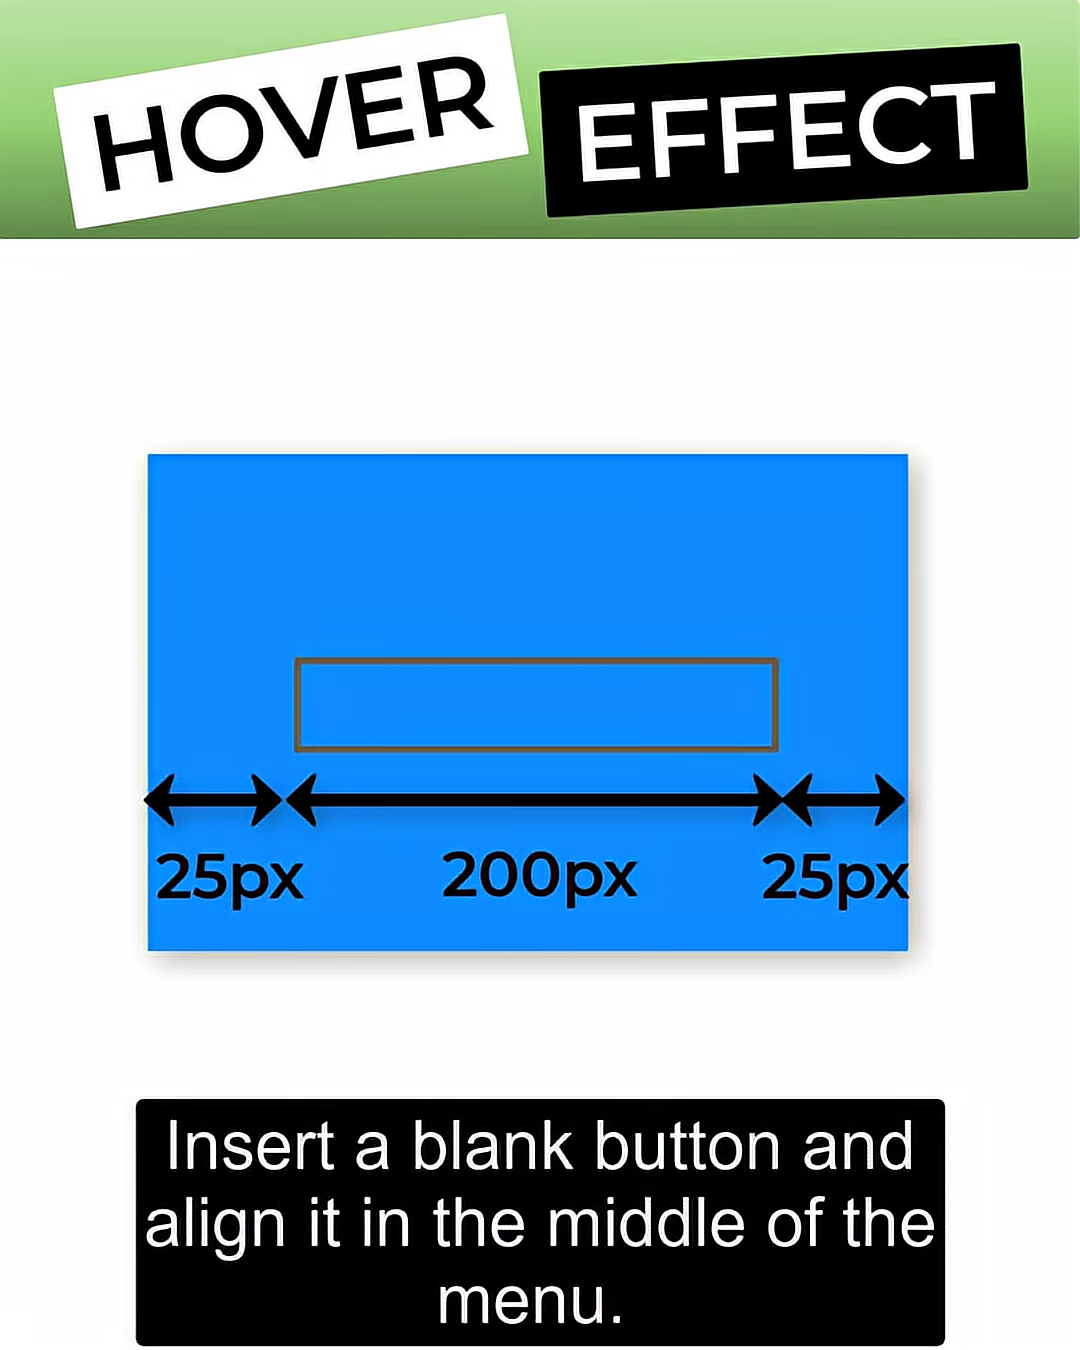 HOVER EFFECT
25px 200px 25px
Insert a blank button and
align it in the middle of the
menu.